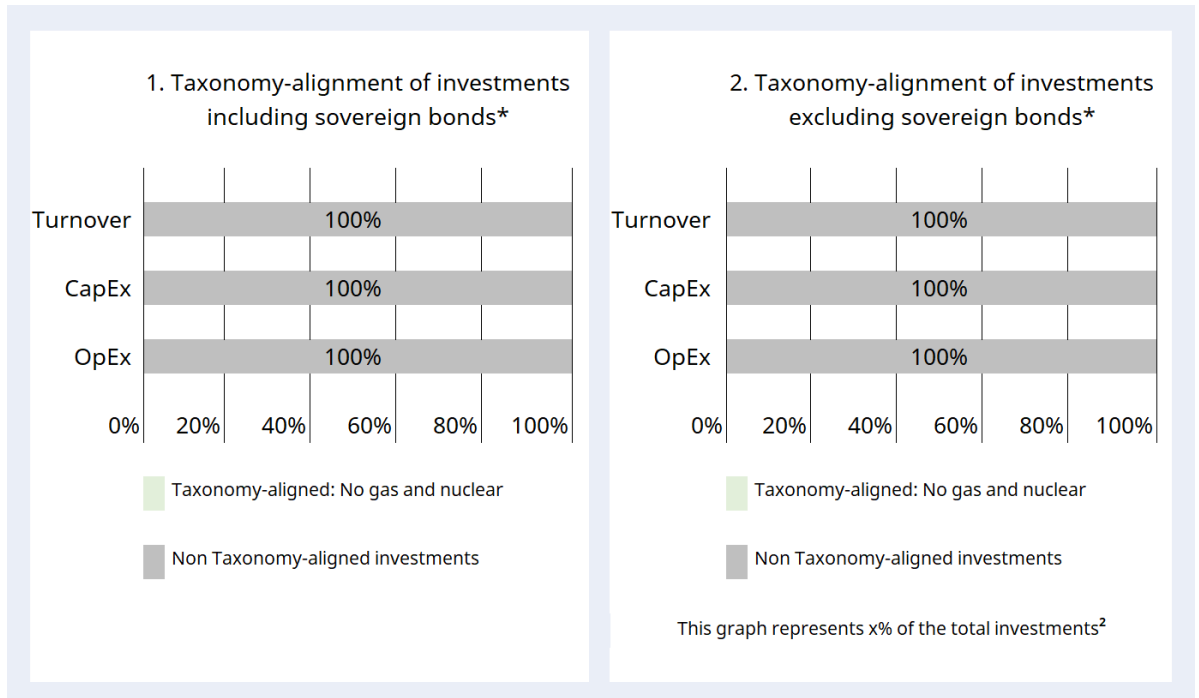 1. Taxonomy-alignment of investments
including sovereign bonds*
Turnover
100%
CapEx
100%
OpEx
100%
0% 20% 40% 60% 80% 100%
Taxonomy-aligned: No gas and nuclear
Non Taxonomy-aligned investments
2. Taxonomy-alignment of investments
excluding sovereign bonds*
Turnover
100%
CapEx
100%
OpEx
100%
0% 20% 40% 60% 80% 100%
Taxonomy-aligned: No gas and nuclear
Non Taxonomy-aligned investments
This graph represents x% of the total investments²